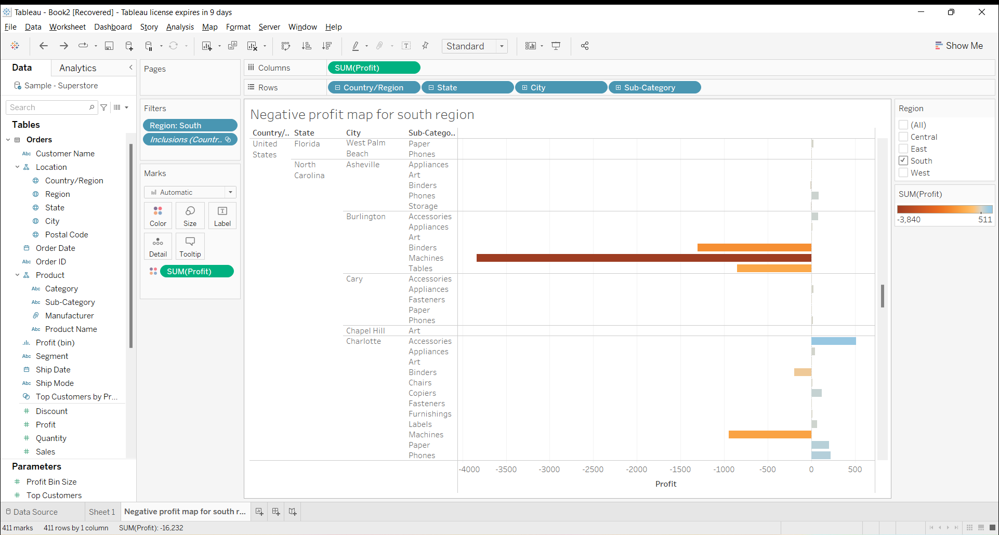 Tableau - Book2 [Recovered] - Tableau license expires in 9 days
File Data Worksheet Dashboard Story Analysis Map Format Server Window Help
Standard
Show Me
Data Analytics
Sample - Superstore
Search
Tables
Orders
Abc Customer Name
Location
Country/Region
Region
State
City
Postal Code
Order Date
Abc Order ID
Product
Abc Category
Abc Sub-Category
Manufacturer
Abc Product Name
Profit (bin)
Abc Segment
Ship Date
Abc Ship Mode
Top Customers by Pr...
# Discount
# Profit
# Quantity
# Sales
Parameters
# Profit Bin Size
# Top Customers
Pages
Filters
Region: South
Inclusions (Countr..
Marks
Automatic
Color Size Label
Detail Tooltip
SUM(Profit)
Columns SUM(Profit)
Rows Country/Region State City Sub-Category
Negative profit map for south region
Country/.. State City Sub-Catego..
United States Florida West Palm Beach Paper
Phones
North Carolina Asheville Appliances
Art
Binders
Phones
Storage
Burlington Accessories
Appliances
Art
Binders
Machines
Tables
Cary Accessories
Appliances
Fasteners
Paper
Phones
Chapel Hill Art
Charlotte Accessories
Appliances
Art
Binders
Chairs
Copiers
Fasteners
Furnishings
Labels
Machines
Paper
Phones
-4000 -3500 -3000 -2500 -2000 -1500 -1000 -500 0 500
Profit
Region
(All)
Central
East
South
West
SUM(Profit)
-3,840 511
Data Source Sheet 1 Negative profit map for south r...
411 marks 411 rows by 1 column SUM(Profit): -16,232